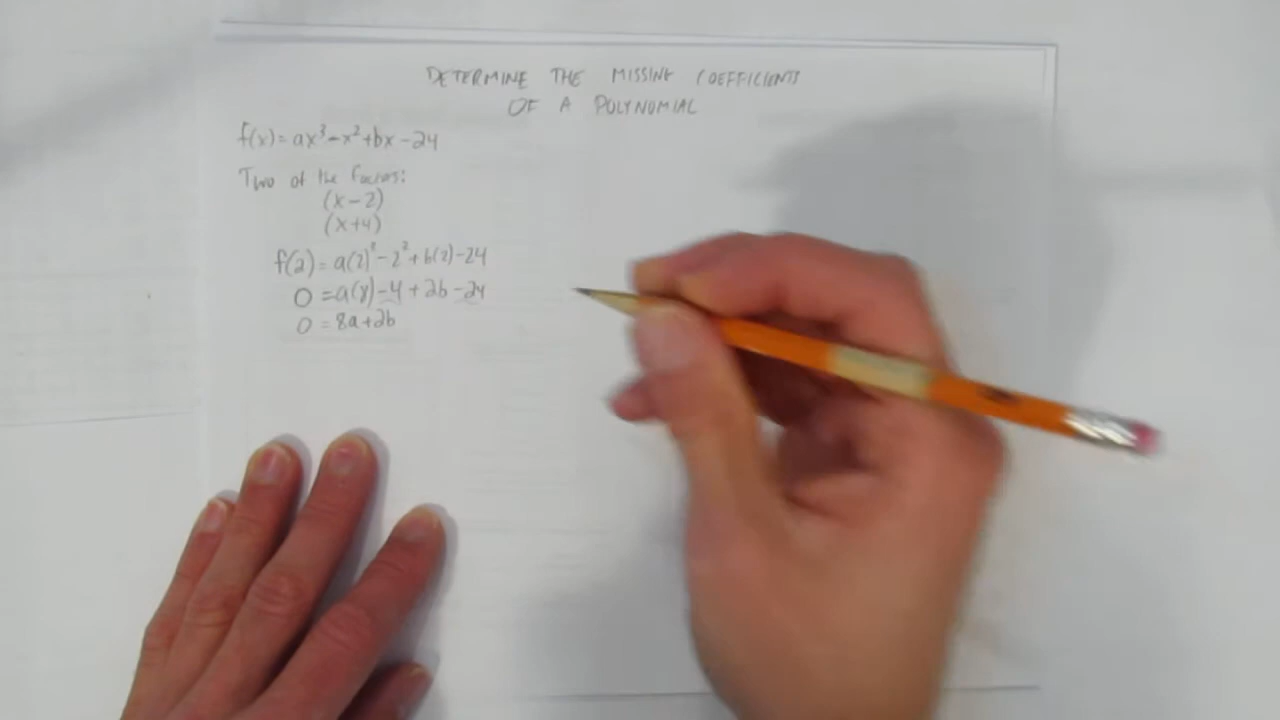 DETERMINE THE MISSING COEFFICIENTS
OF A POLYNOMIAL
f(x) = ax³ - x² + bx - 24
Two of the factors:
(x - 2)
(x + 4)
f(2) = a(2)³ - 2² + b(2) - 24
0 = a(8) - 4 + 2b - 24
0 = 8a + 2b